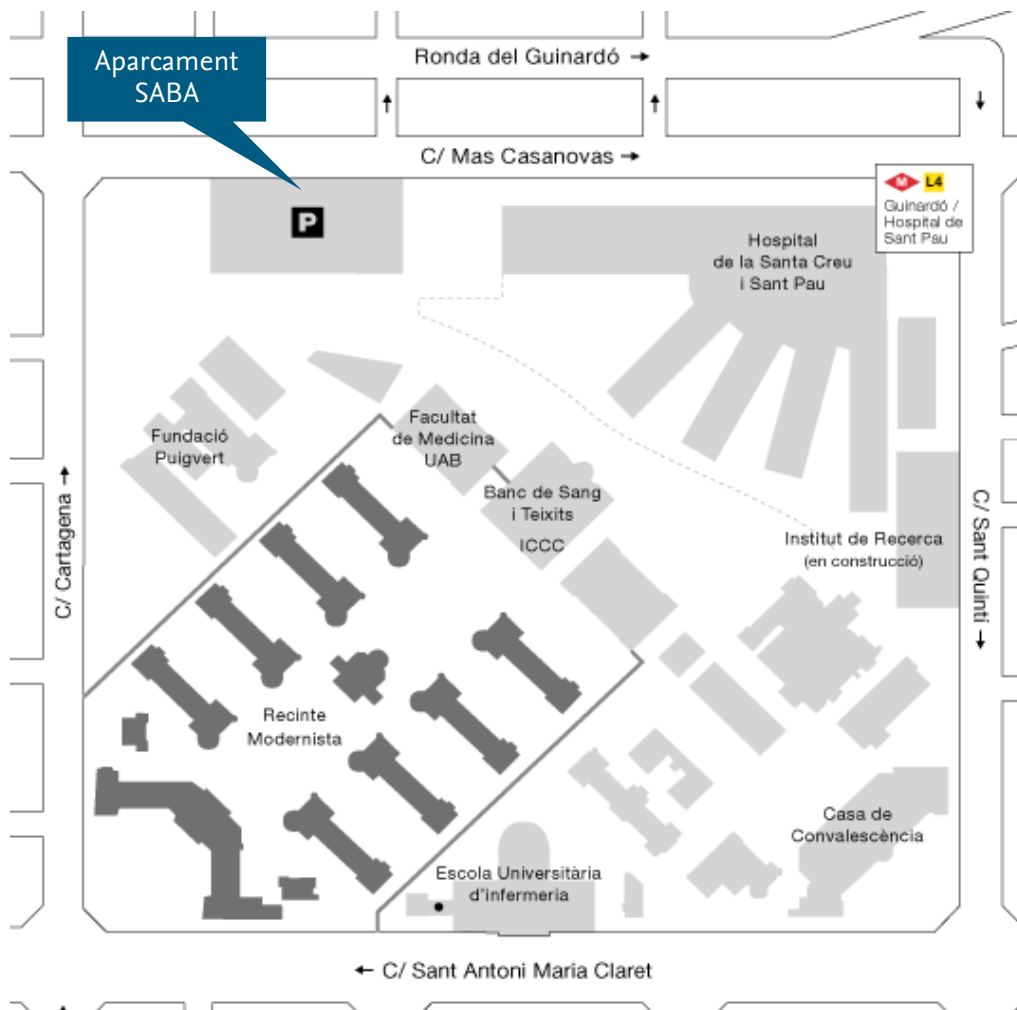 Aparcament
SABA
Ronda del Guinardó →
C/ Mas Casanovas →
P
M L4
Guinardó /
Hospital de
Sant Pau
Hospital
de la Santa Creu
i Sant Pau
Facultat
de Medicina
UAB
Fundació
Puigvert
Banc de Sang
i Teixits
ICCC
C/ Cartagena →
Institut de Recerca
(en construcció)
C/ Sant Quintí →
Recinte
Modernista
Casa de
Convalescència
Escola Universitària
d'infermeria
← C/ Sant Antoni Maria Claret